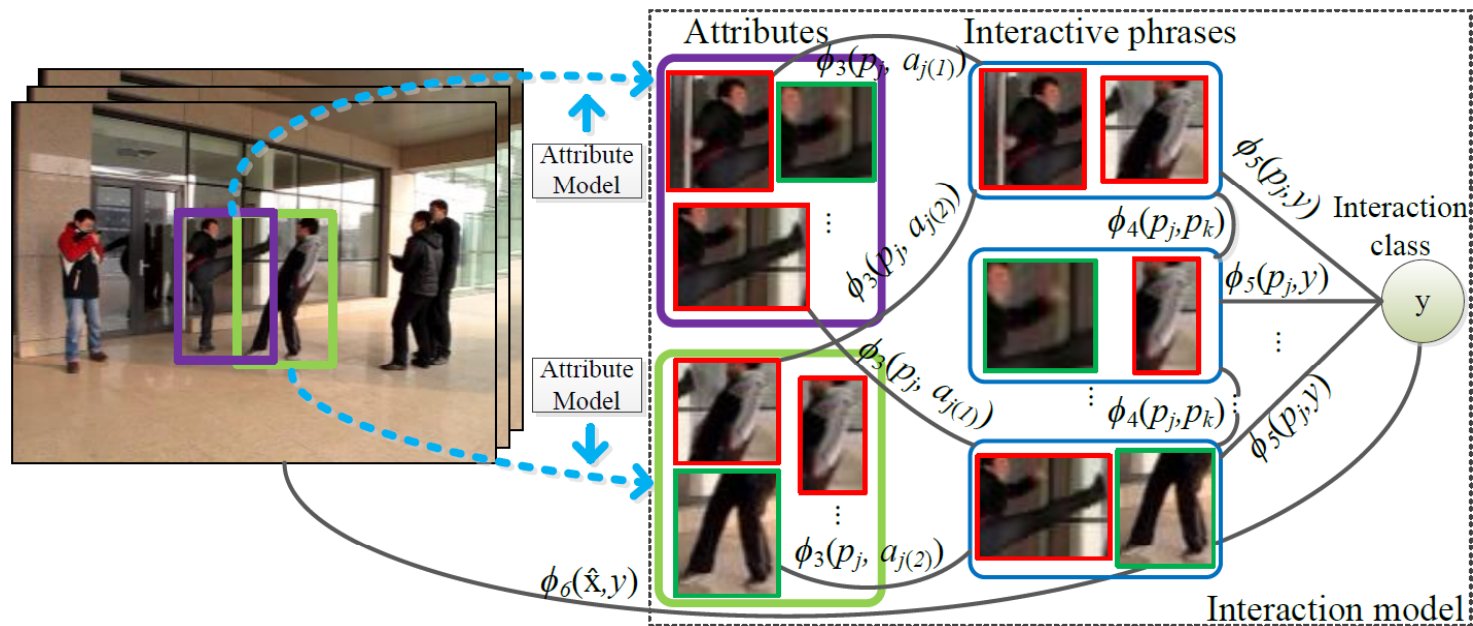 Attributes
Interactive phrases
ϕ3(pj, aj(1))
Attribute
Model
ϕ3(pj, aj(2))
ϕ5(pj,y)
ϕ4(pj,pk)
Interaction
class
ϕ5(pj,y)
y
⋮
⋮
Attribute
Model
ϕ3(pj, aj(1))
⋮
ϕ4(pj,pk)
⋮
ϕ5(pj,y)
⋮
ϕ3(pj, aj(2))
ϕ6(x̂,y)
Interaction model